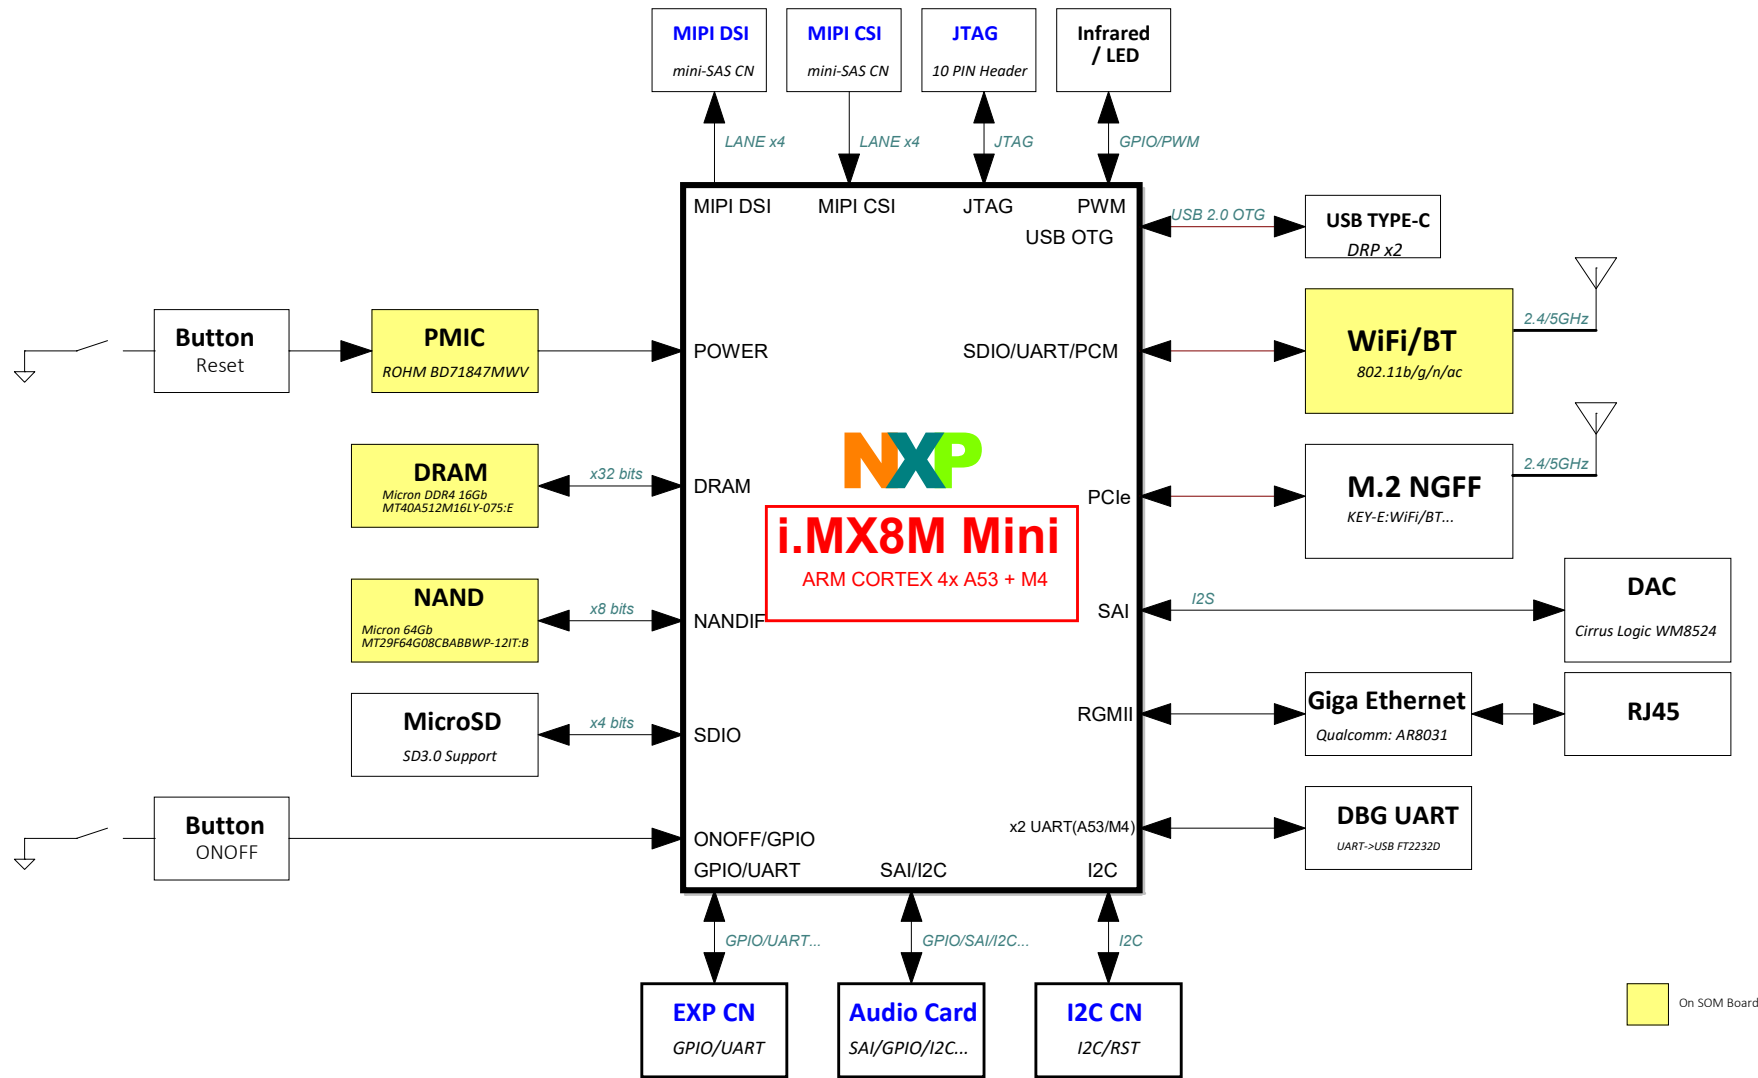 MIPI DSI
mini-SAS CN
MIPI CSI
mini-SAS CN
JTAG
10 PIN Header
Infrared
/ LED
LANE x4
LANE x4
JTAG
GPIO/PWM
MIPI DSI
MIPI CSI
JTAG
PWM
USB OTG
USB 2.0 OTG
USB TYPE-C
DRP x2
Button
Reset
PMIC
ROHM BD71847MWV
POWER
SDIO/UART/PCM
WiFi/BT
802.11b/g/n/ac
2.4/5GHz
DRAM
Micron DDR4 16Gb
MT40A512M16LY-075:E
x32 bits
DRAM
NXP
i.MX8M Mini
ARM CORTEX 4x A53 + M4
PCIe
M.2 NGFF
KEY-E:WiFi/BT...
2.4/5GHz
NAND
Micron 64Gb
MT29F64G08CBABBWP-12IT:B
x8 bits
NANDIF
SAI
I2S
DAC
Cirrus Logic WM8524
MicroSD
SD3.0 Support
x4 bits
SDIO
RGMII
Giga Ethernet
Qualcomm: AR8031
RJ45
Button
ONOFF
ONOFF/GPIO
x2 UART(A53/M4)
DBG UART
UART->USB FT2232D
GPIO/UART
SAI/I2C
I2C
GPIO/UART...
GPIO/SAI/I2C...
I2C
EXP CN
GPIO/UART
Audio Card
SAI/GPIO/I2C...
I2C CN
I2C/RST
On SOM Board